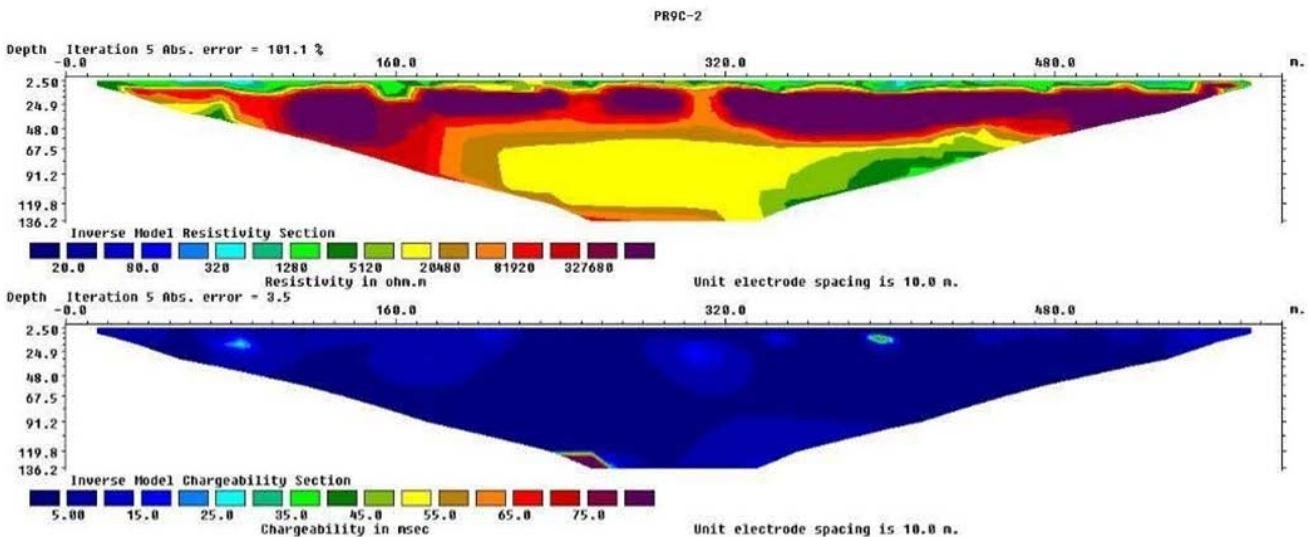 PR9C-2
Depth Iteration 5 Abs. error = 101.1 %
-0.0 160.0 320.0 480.0 m.
2.50
24.9
48.0
67.5
91.2
119.8
136.2
Inverse Model Resistivity Section
20.0 80.0 320 1280 5120 20480 81920 327680
Resistivity in ohm.m Unit electrode spacing is 10.0 m.
Depth Iteration 5 Abs. error = 3.5
-0.0 160.0 320.0 480.0 m.
2.50
24.9
48.0
67.5
91.2
119.8
136.2
Inverse Model Chargeability Section
5.00 15.0 25.0 35.0 45.0 55.0 65.0 75.0
Chargeability in msec Unit electrode spacing is 10.0 m.